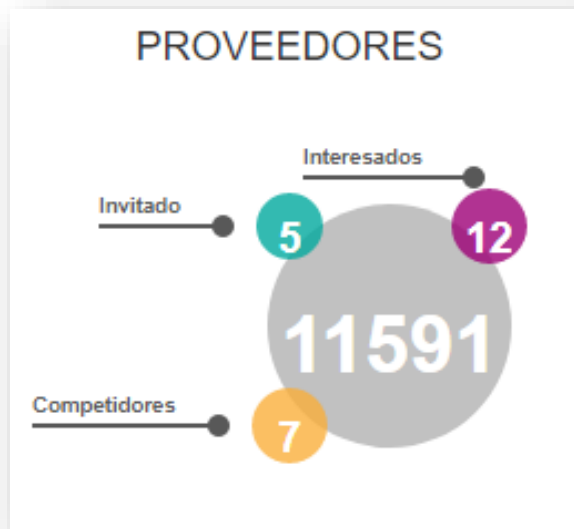 PROVEEDORES
Interesados
Invitado
5
12
11591
Competidores
7